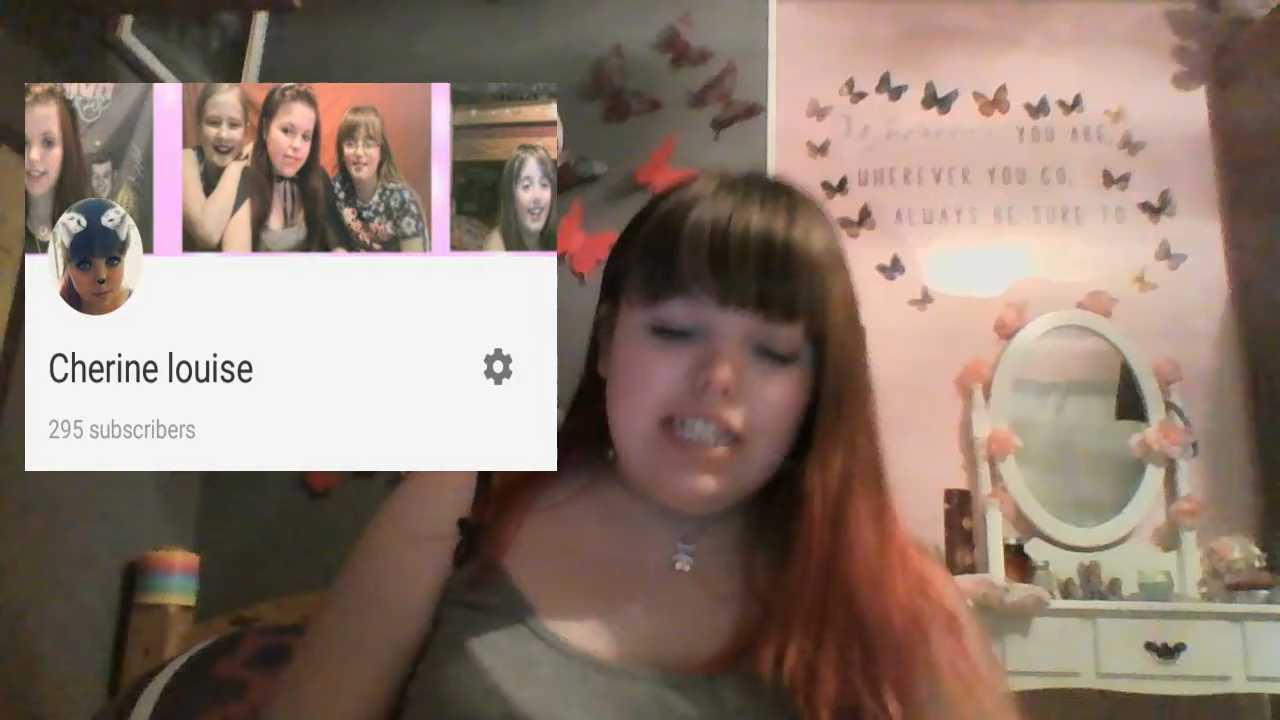 Cherine louise
295 subscribers
YOU ARE,
WHEREVER YOU GO,
ALWAYS BE SURE TO